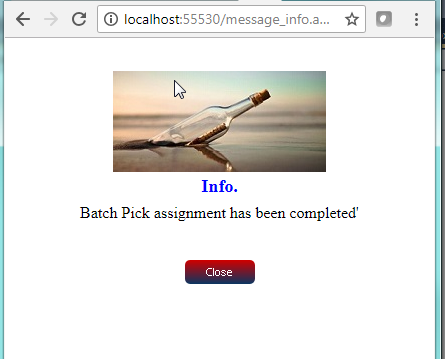 localhost:55530/message_info.a...
Info.
Batch Pick assignment has been completed'
Close